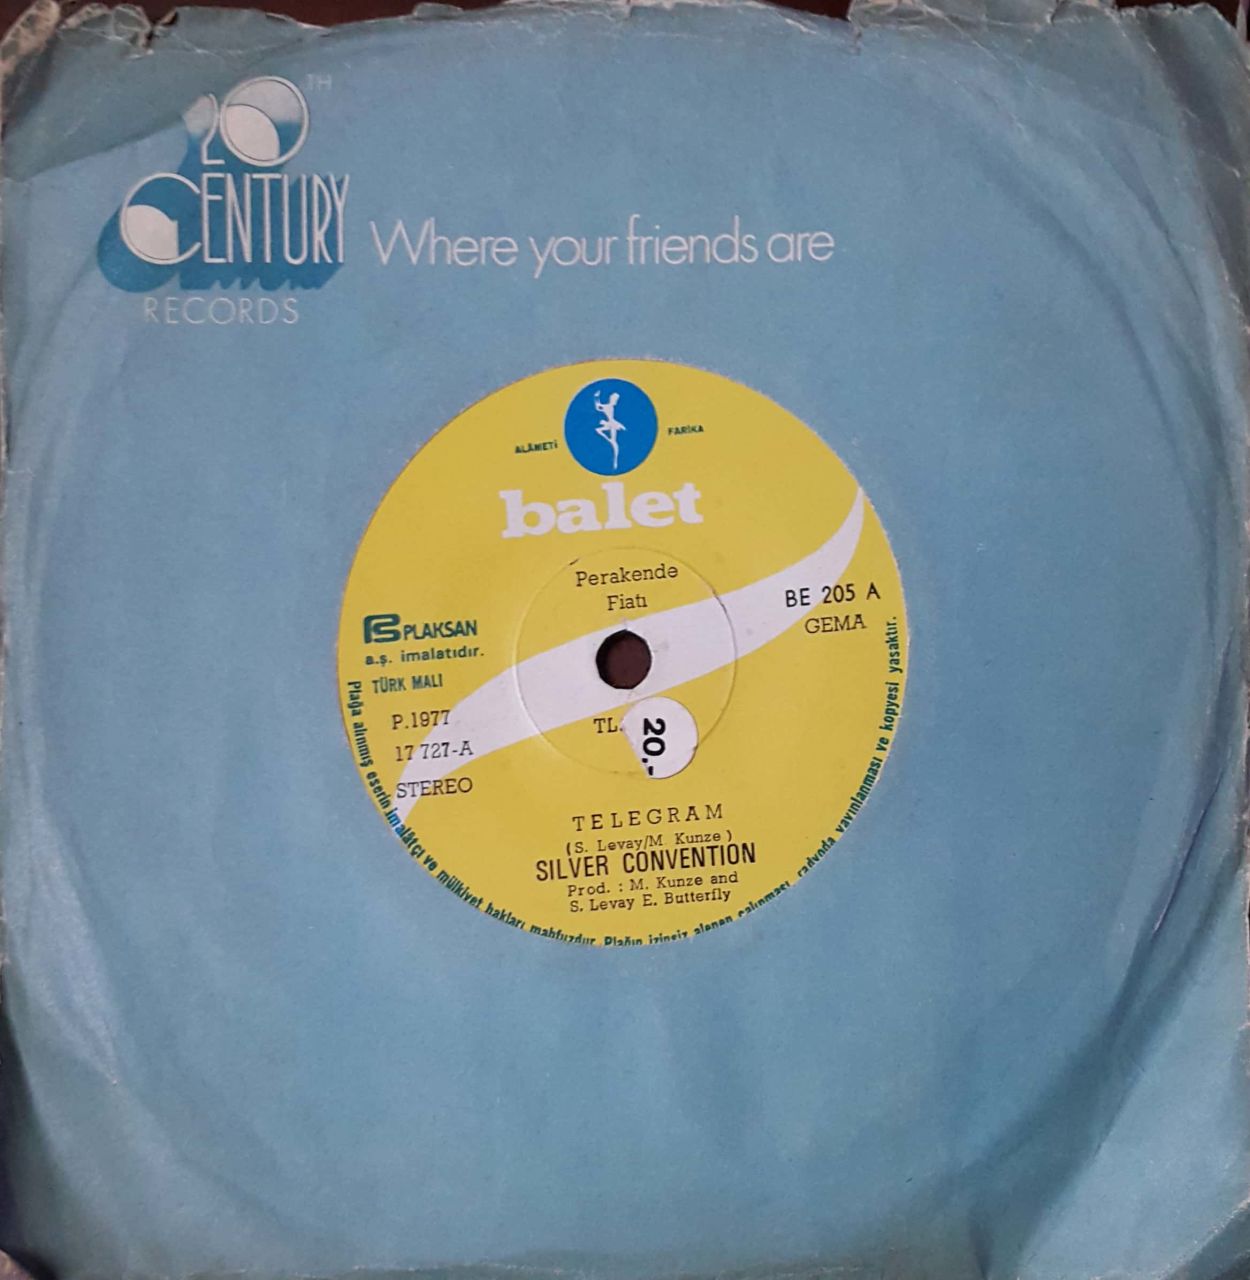 20TH
CENTURY
RECORDS
Where your friends are
ALÂMETİ FARİKA
balet
Perakende
Fiatı
BE 205 A
GEMA
PLAKSAN
a.ş. imalatıdır.
TÜRK MALI
P.1977
17 727-A
STEREO
TL.
20.-
TELEGRAM
(S. Levay/M. Kunze)
SILVER CONVENTION
Prod. : M. Kunze and
S. Levay E. Butterfly
Plağa alınmış eserin imalâtçı ve mülkiyet hakları mahfuzdur. Plağın izinsiz alenen çalınması, radyoda yayınlanması ve kopyesi yasaktır.